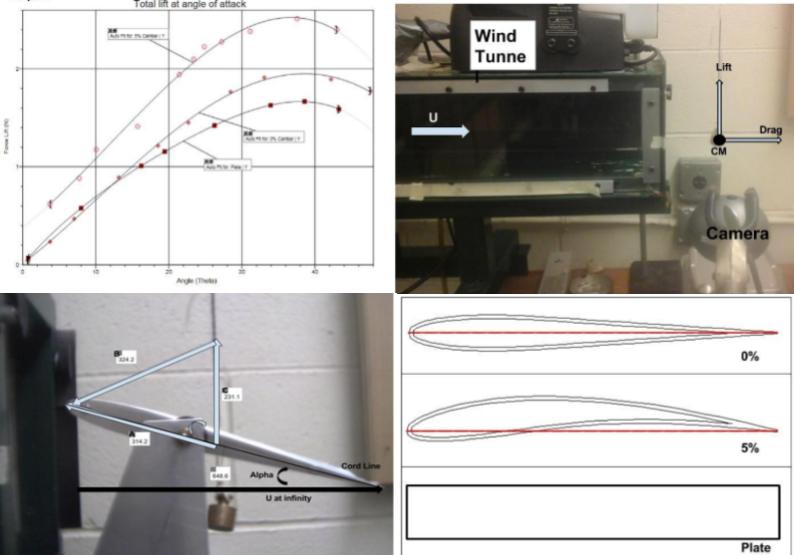 Total lift at angle of attack
Auto Fit for: 5% Camber | Y
Auto Fit for: 0% Camber | Y
Auto Fit for: Plate | Y
Force Lift (N)
2
1
0
0
10
20
30
40
Angle (Theta)
Wind
Tunne
U
Lift
Drag
CM
Camera
B
324.2
C
231.1
A
314.2
648.6
Alpha
Cord Line
U at infinity
0%
5%
Plate